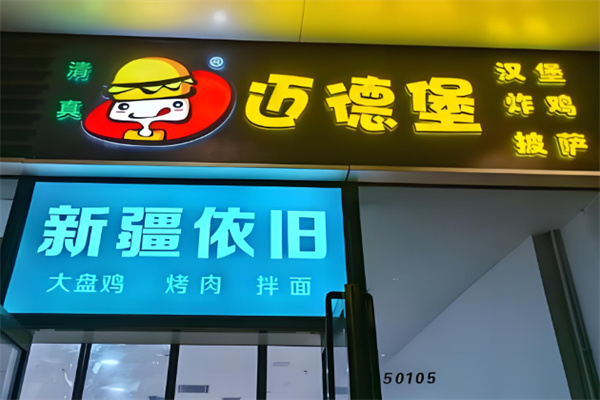 清真
®
迈德堡
汉堡
炸鸡
披萨
新疆依旧
大盘鸡 烤肉 拌面
50105